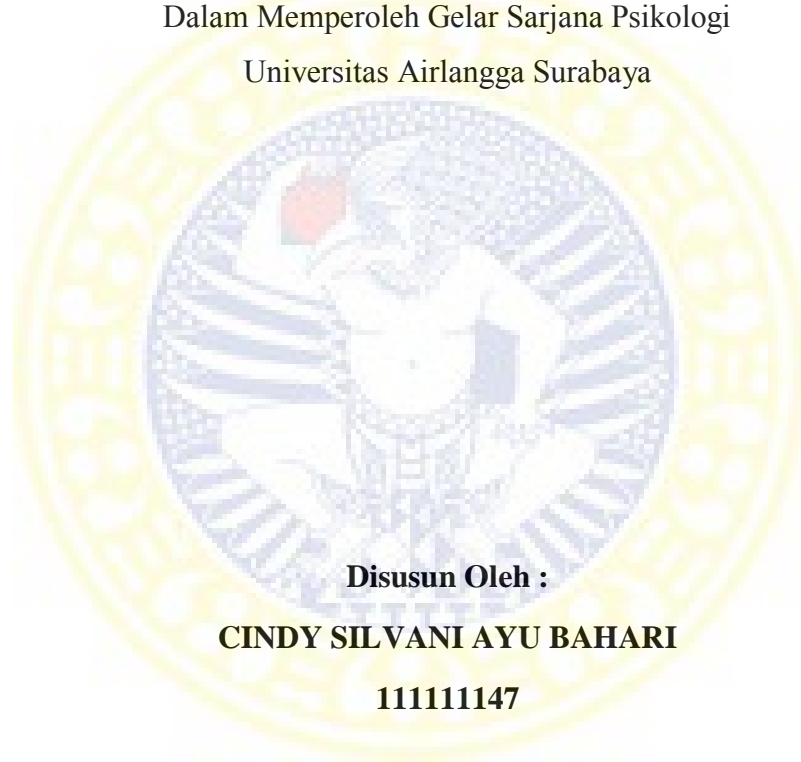 Dalam Memperoleh Gelar Sarjana Psikologi
Universitas Airlangga Surabaya
Disusun Oleh :
CINDY SILVANI AYU BAHARI
111111147